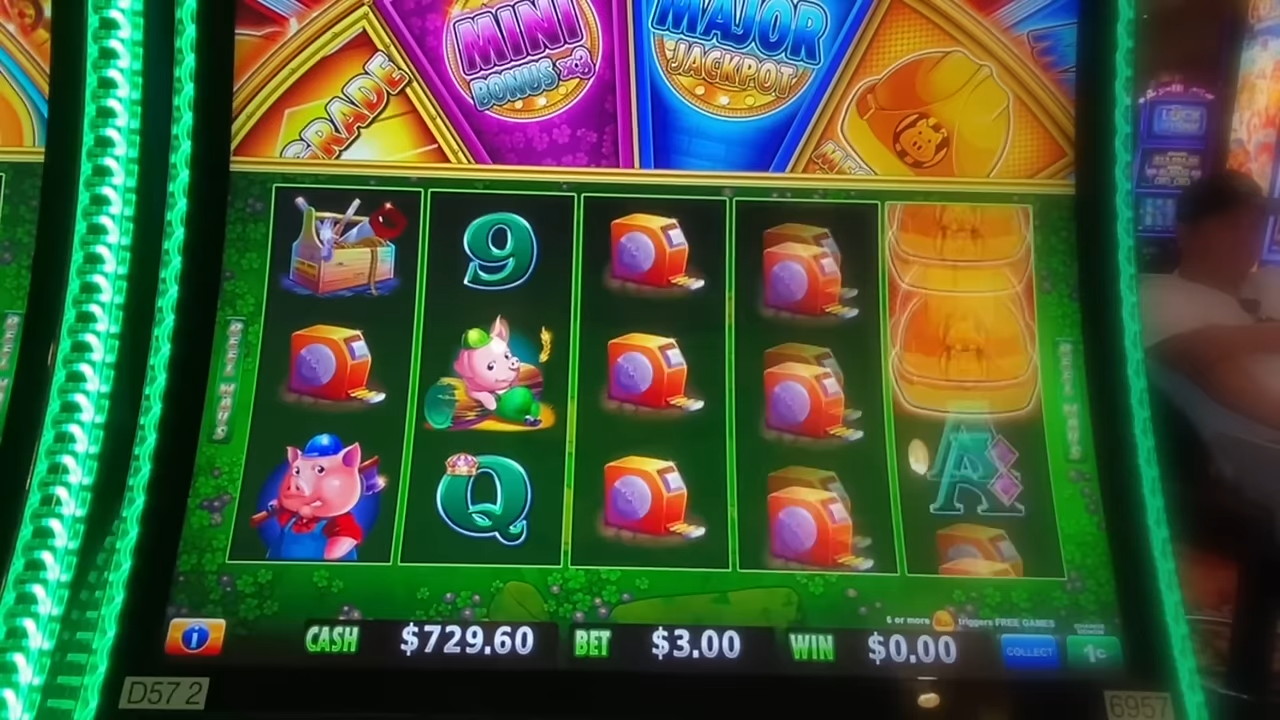 MINI
BONUS x3
MAJOR
JACKPOT
GRADE
9
Q
A
CASH $729.60 BET $3.00 WIN $0.00
6 or more triggers FREE GAMES
COLLECT
1¢
D57 2
6957